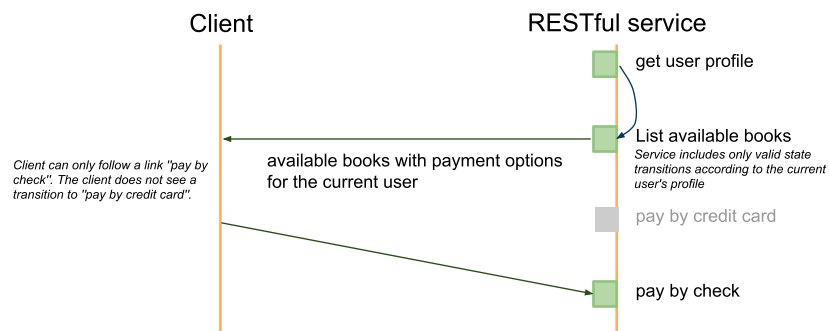 Client
RESTful service
get user profile
List available books
Service includes only valid state
transitions according to the current
user's profile
available books with payment options
for the current user
Client can only follow a link "pay by
check". The client does not see a
transition to "pay by credit card".
pay by credit card
pay by check